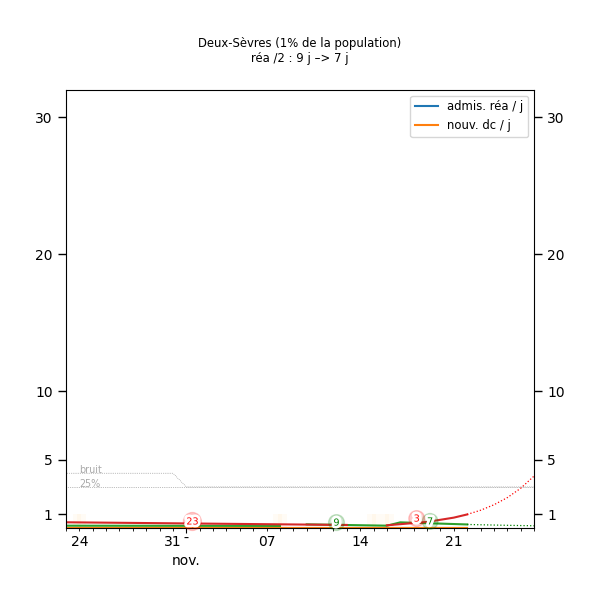 Deux-Sèvres (1% de la population)
réa /2 : 9 j –> 7 j
admis. réa / j
nouv. dc / j
30 30
20 20
10 10
5 5
bruit
25%
1 1
23 9 3 7
24 31 - 07 14 21
nov.